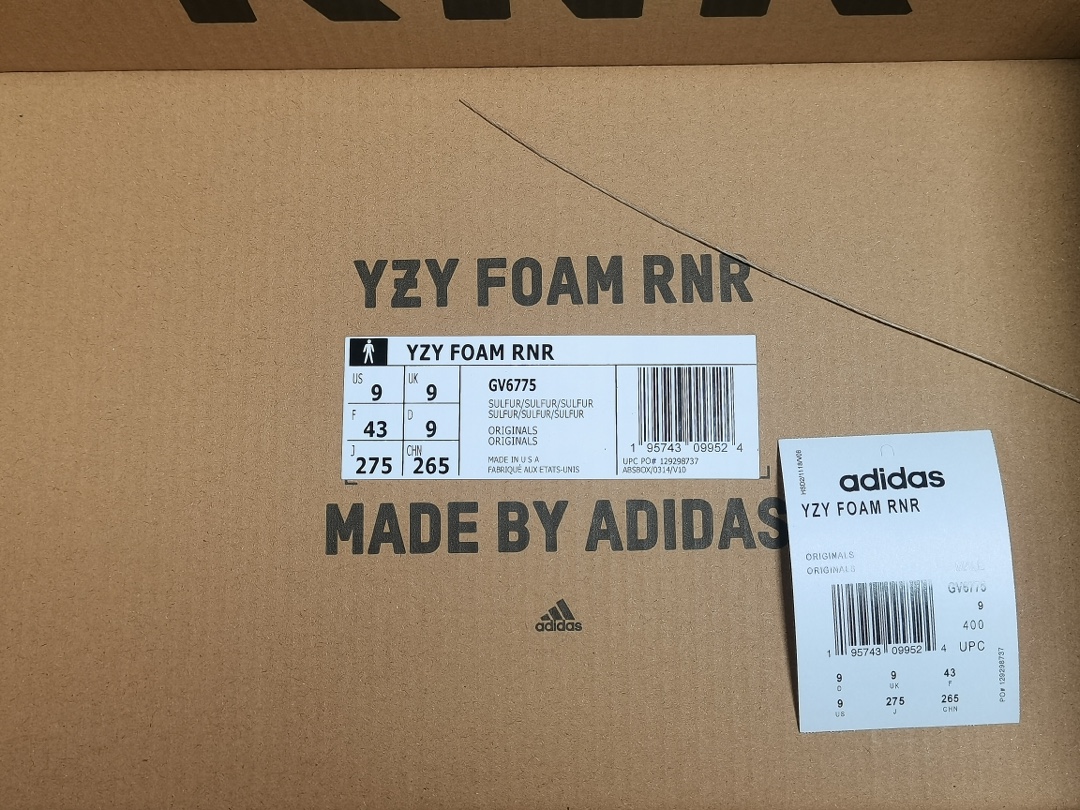 YZY FOAM RNR
YZY FOAM RNR
US 9 UK 9
F 43 D 9
J 275 CHN 265
GV6775
SULFUR/SULFUR/SULFUR
SULFUR/SULFUR/SULFUR
ORIGINALS
ORIGINALS
MADE IN U S A
FABRIQUÉ AUX ETATS-UNIS
1 95743 09952 4
UPC PO# 129298737
ABSBOX/0314/V10
MADE BY ADIDAS
adidas
adidas
YZY FOAM RNR
ORIGINALS
ORIGINALS
GV6775
9
400
UPC
1 95743 09952 4
9 D 9 UK 43 F
9 US 275 J 265 CHN
PO# 129298737